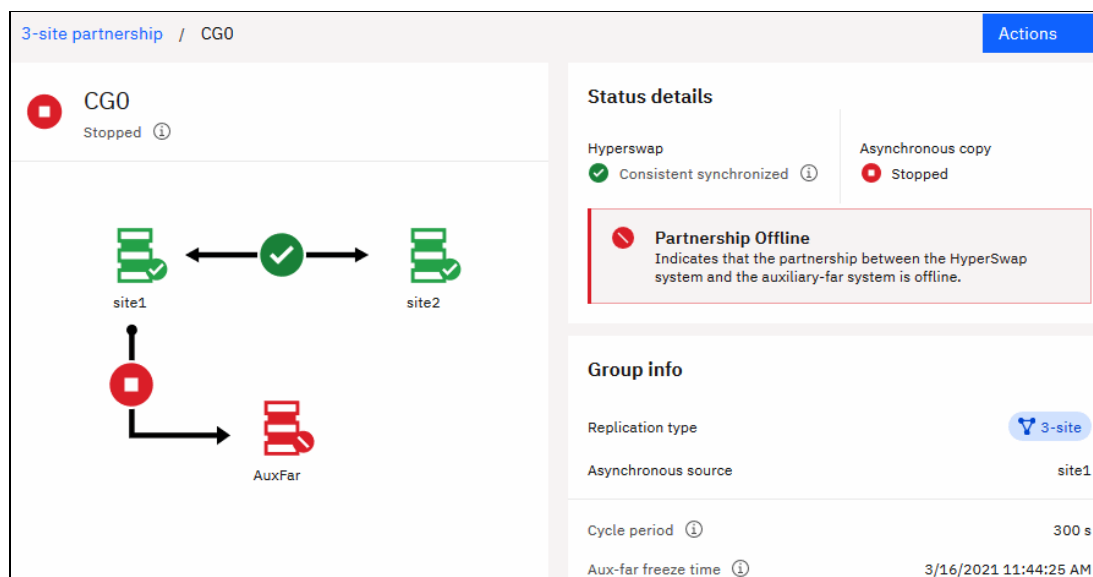 3-site partnership / CG0
Actions
CG0
Stopped
site1
site2
AuxFar
Status details
Hyperswap
Consistent synchronized
Asynchronous copy
Stopped
Partnership Offline
Indicates that the partnership between the HyperSwap
system and the auxiliary-far system is offline.
Group info
Replication type
3-site
Asynchronous source
site1
Cycle period
300 s
Aux-far freeze time
3/16/2021 11:44:25 AM